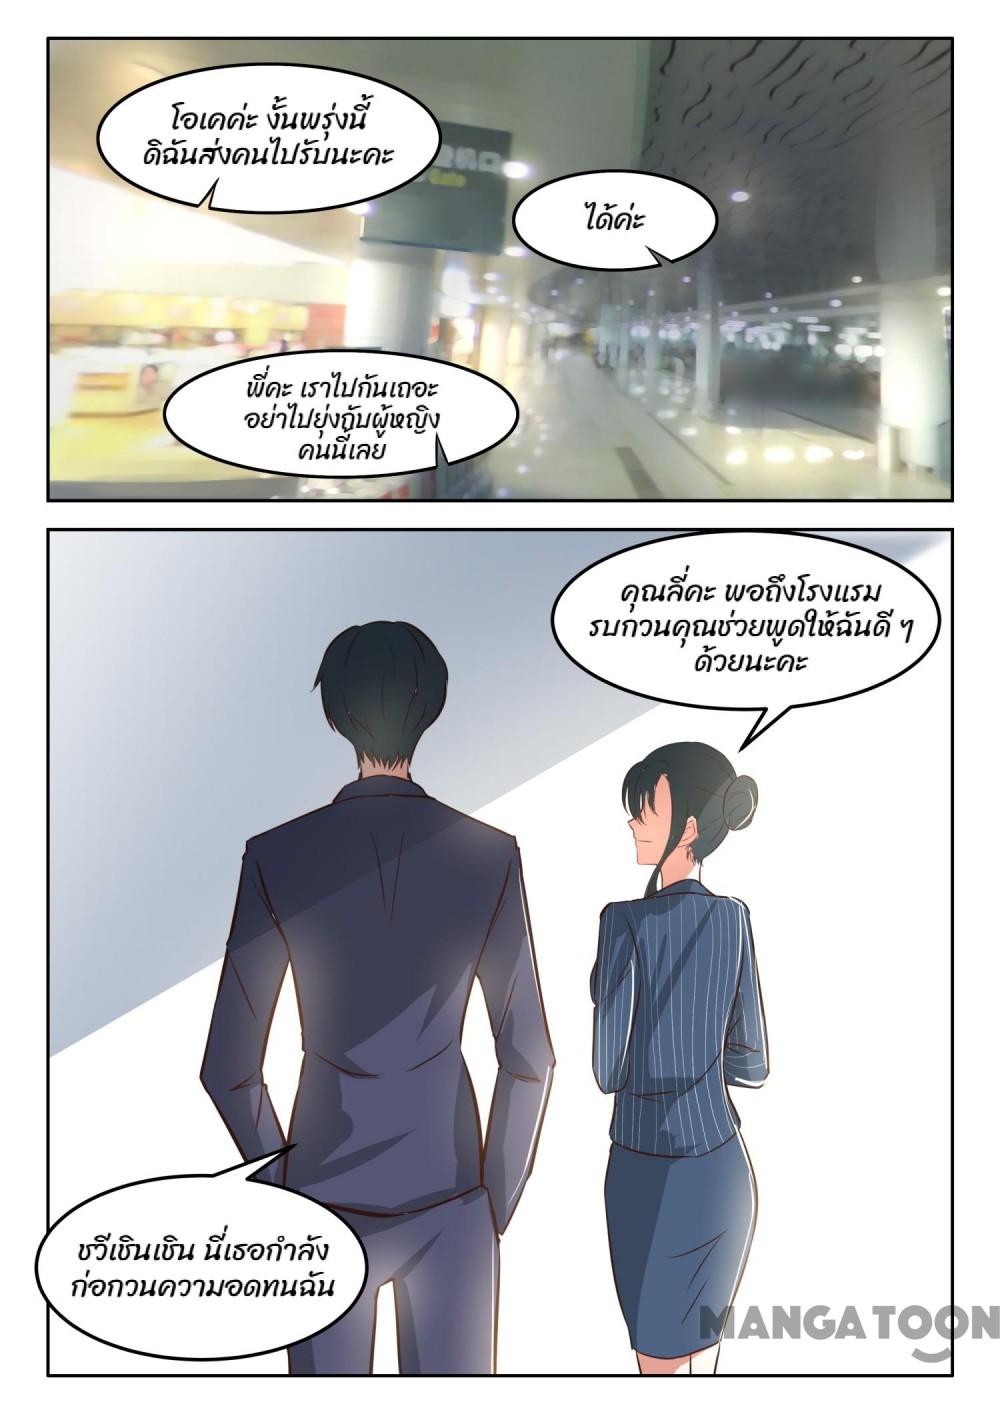 โอเคค่ะ งั้นพรุ่งนี้
ดิฉันส่งคนไปรับนะคะ
Gate
ได้ค่ะ
พี่คะ เราไปกันเถอะ
อย่าไปยุ่งกับผู้หญิง
คนนี้เลย
คุณลี่คะ พอถึงโรงแรม
รบกวนคุณช่วยพูดให้ฉันดี ๆ
ด้วยนะคะ
ชวีเชินเชิน นี่เธอกำลัง
ก่อกวนความอดทนฉัน
MANGATOON